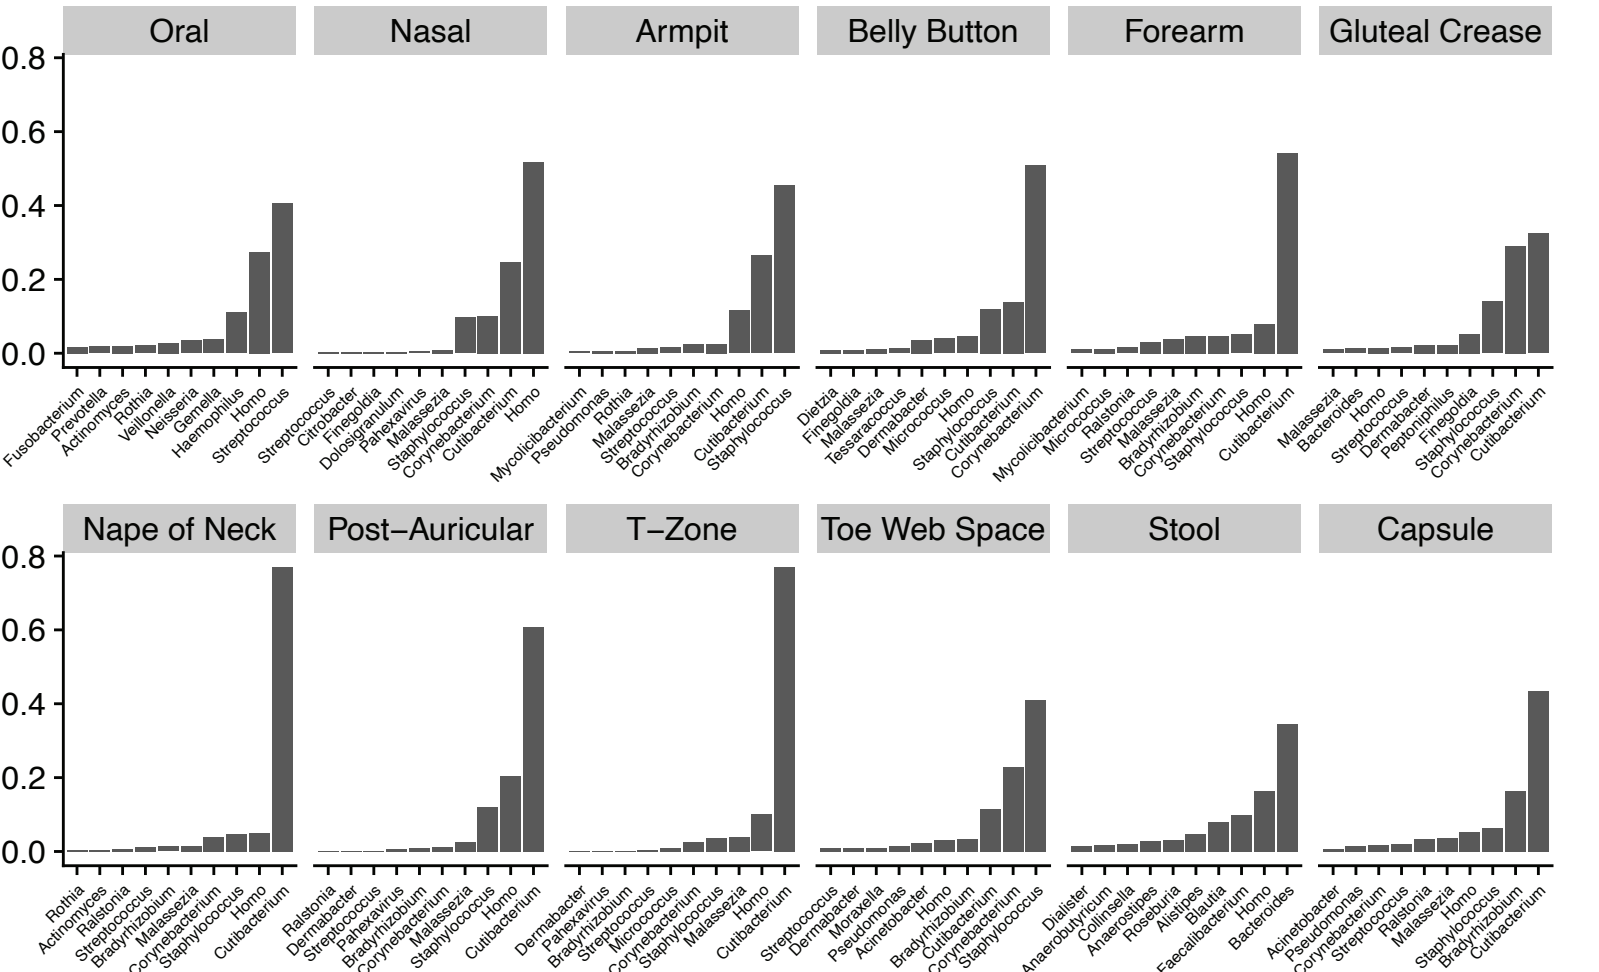 Oral Nasal Armpit Belly Button Forearm Gluteal Crease
0.8
0.6
0.4
0.2
0.0
Fusobacterium Prevotella Actinomyces Rothia Veillonella Neisseria Gemella Haemophilus Homo Streptococcus
Streptococcus Citrobacter Finegoldia Dolosigranulum Pahexavirus Malassezia Staphylococcus Corynebacterium Cutibacterium Homo
Mycolicibacterium Pseudomonas Rothia Malassezia Streptococcus Bradyrhizobium Corynebacterium Homo Cutibacterium Staphylococcus
Dietzia Finegoldia Malassezia Tessaracoccus Dermabacter Micrococcus Homo Staphylococcus Cutibacterium Corynebacterium
Mycolicibacterium Micrococcus Ralstonia Streptococcus Malassezia Bradyrhizobium Corynebacterium Staphylococcus Homo Cutibacterium
Malassezia Bacteroides Homo Streptococcus Dermabacter Peptoniphilus Finegoldia Staphylococcus Corynebacterium Cutibacterium
Nape of Neck Post−Auricular T−Zone Toe Web Space Stool Capsule
0.8
0.6
0.4
0.2
0.0
Rothia Actinomyces Ralstonia Streptococcus Bradyrhizobium Malassezia Corynebacterium Staphylococcus Homo Cutibacterium
Ralstonia Dermabacter Streptococcus Pahexavirus Bradyrhizobium Corynebacterium Malassezia Staphylococcus Homo Cutibacterium
Dermabacter Pahexavirus Bradyrhizobium Streptococcus Micrococcus Corynebacterium Staphylococcus Malassezia Homo Cutibacterium
Streptococcus Dermabacter Moraxella Pseudomonas Acinetobacter Homo Bradyrhizobium Cutibacterium Corynebacterium Staphylococcus
Dialister Anaerobutyricum Collinsella Anaerostipes Roseburia Alistipes Blautia Faecalibacterium Homo Bacteroides
Acinetobacter Pseudomonas Corynebacterium Streptococcus Ralstonia Malassezia Homo Staphylococcus Bradyrhizobium Cutibacterium